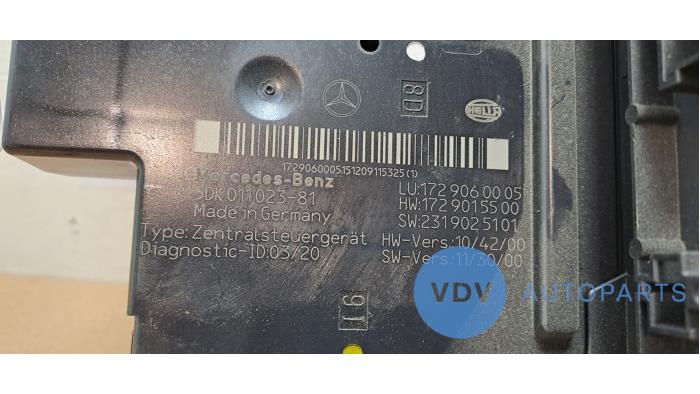 8D
HELLA
1729060005151209115325(1)
Mercedes-Benz
5DK 011023-81
Made in Germany
Type: Zentralsteuergerät
Diagnostic-ID:03/20
LU:172 906 00 05
HW:172 901 55 00
SW:231 902 51 01
HW-Vers:10/42/00
SW-Vers:11/30/00
VDV AUTOPARTS
16